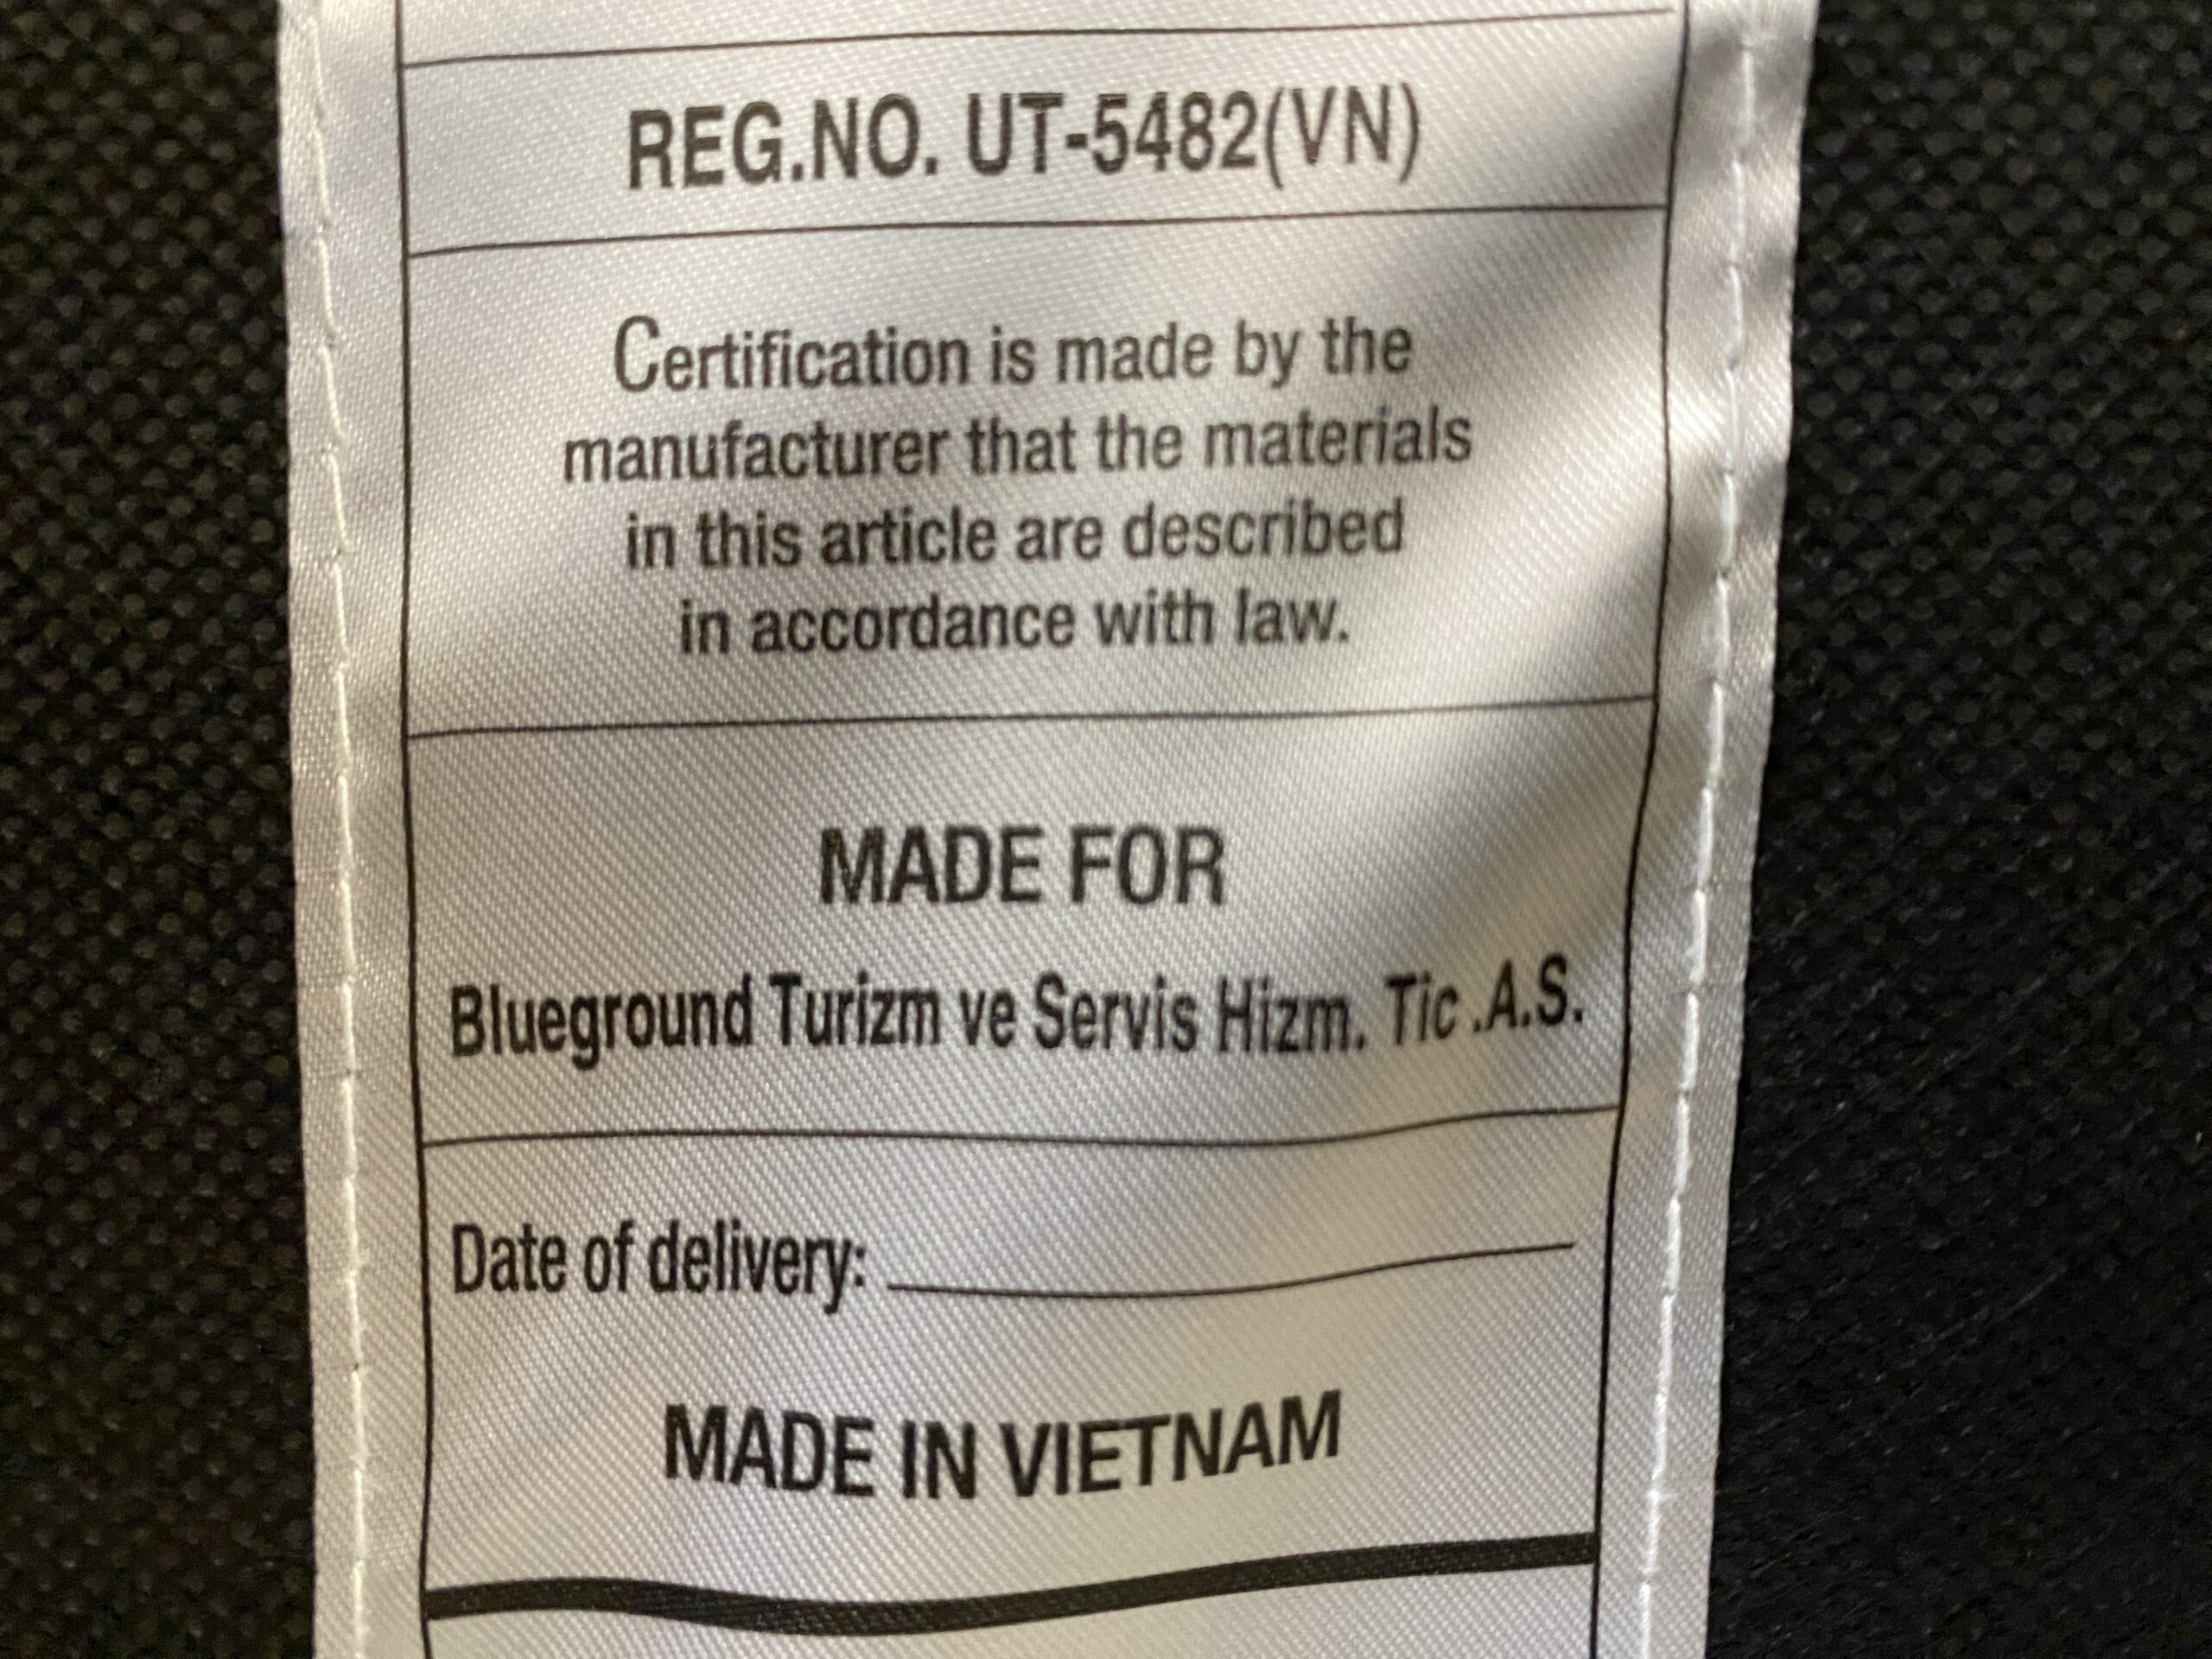 REG.NO. UT-5482(VN)
Certification is made by the
manufacturer that the materials
in this article are described
in accordance with law.
MADE FOR
Blueground Turizm ve Servis Hizm. Tic .A.S.
Date of delivery:
MADE IN VIETNAM